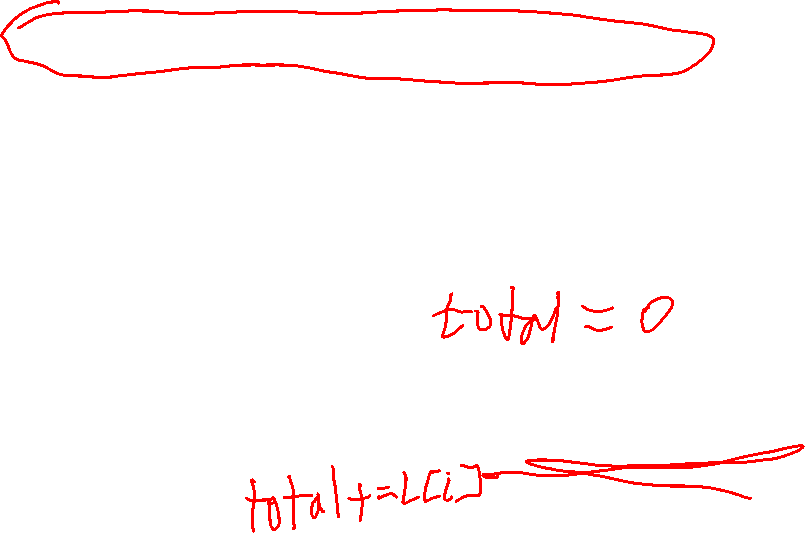 total = 0
total += L[i]